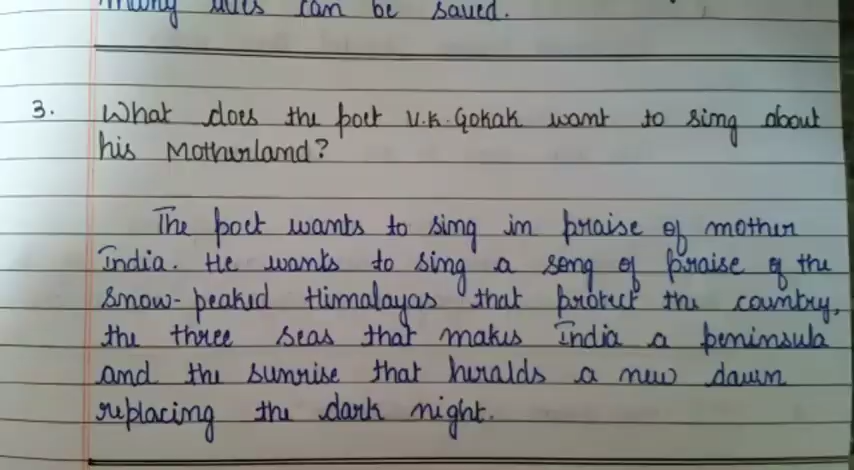 many lives can be saved.
3. What does the poet V.K. Gokak want to sing about
his Motherland?
The poet wants to sing in praise of mother
India. He wants to sing a song of praise of the
snow-peaked Himalayas that protect the country,
the three seas that makes India a peninsula
and the sunrise that heralds a new dawn
replacing the dark night.